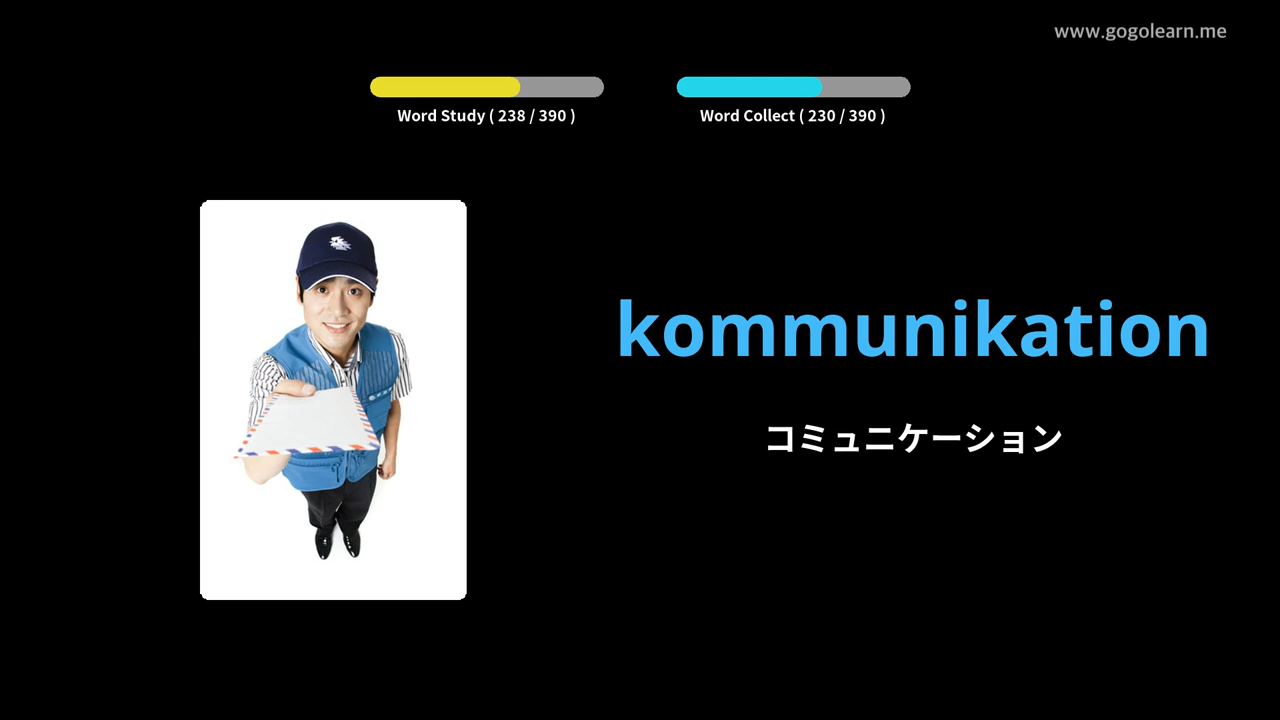 www.gogolearn.me
Word Study ( 238 / 390 )
Word Collect ( 230 / 390 )
kommunikation
コミュニケーション